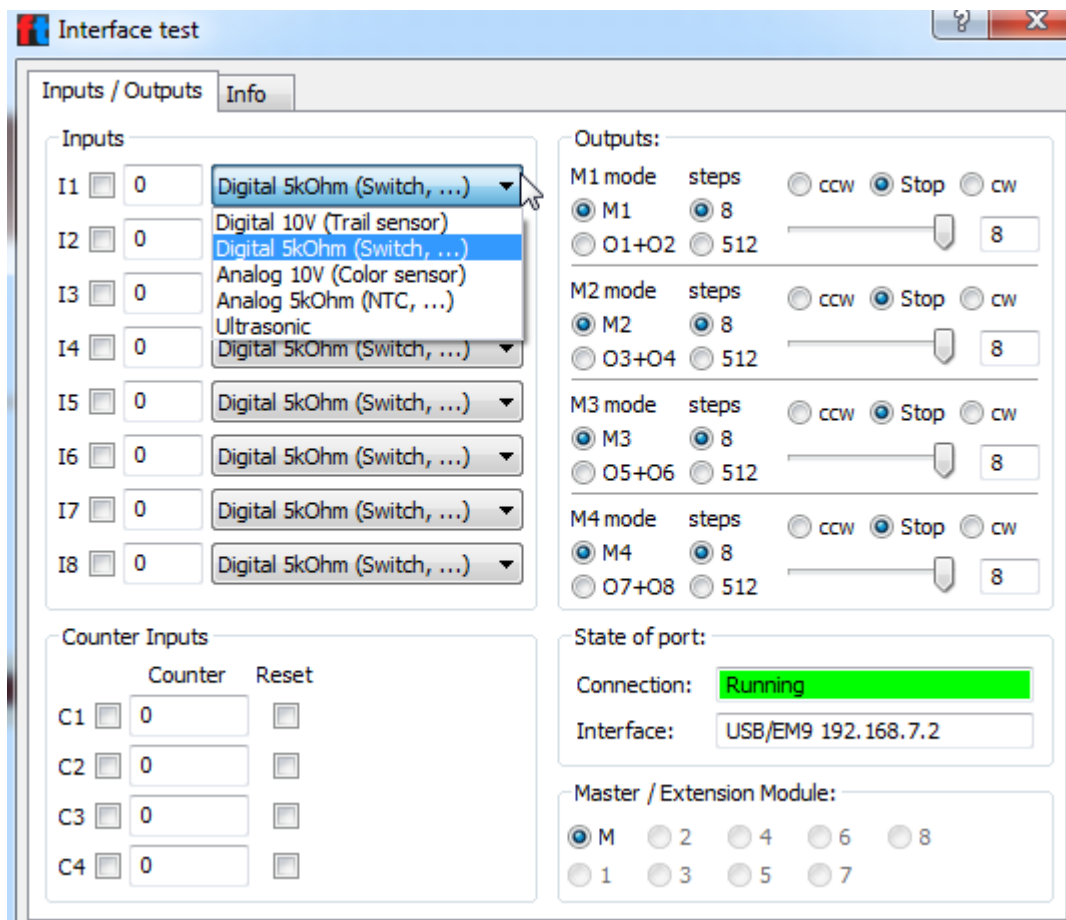 ft Interface test ? X
Inputs / Outputs Info
Inputs
I1 0 Digital 5kOhm (Switch, ...)
Digital 10V (Trail sensor)
Digital 5kOhm (Switch, ...)
Analog 10V (Color sensor)
Analog 5kOhm (NTC, ...)
Ultrasonic
I2 0
I3 0
I4 0 Digital 5kOhm (Switch, ...)
I5 0 Digital 5kOhm (Switch, ...)
I6 0 Digital 5kOhm (Switch, ...)
I7 0 Digital 5kOhm (Switch, ...)
I8 0 Digital 5kOhm (Switch, ...)
Outputs:
M1 mode steps
M1 8 ccw Stop cw
O1+O2 512 8
M2 mode steps
M2 8 ccw Stop cw
O3+O4 512 8
M3 mode steps
M3 8 ccw Stop cw
O5+O6 512 8
M4 mode steps
M4 8 ccw Stop cw
O7+O8 512 8
Counter Inputs
Counter Reset
C1 0
C2 0
C3 0
C4 0
State of port:
Connection: Running
Interface: USB/EM9 192.168.7.2
Master / Extension Module:
M 2 4 6 8
1 3 5 7